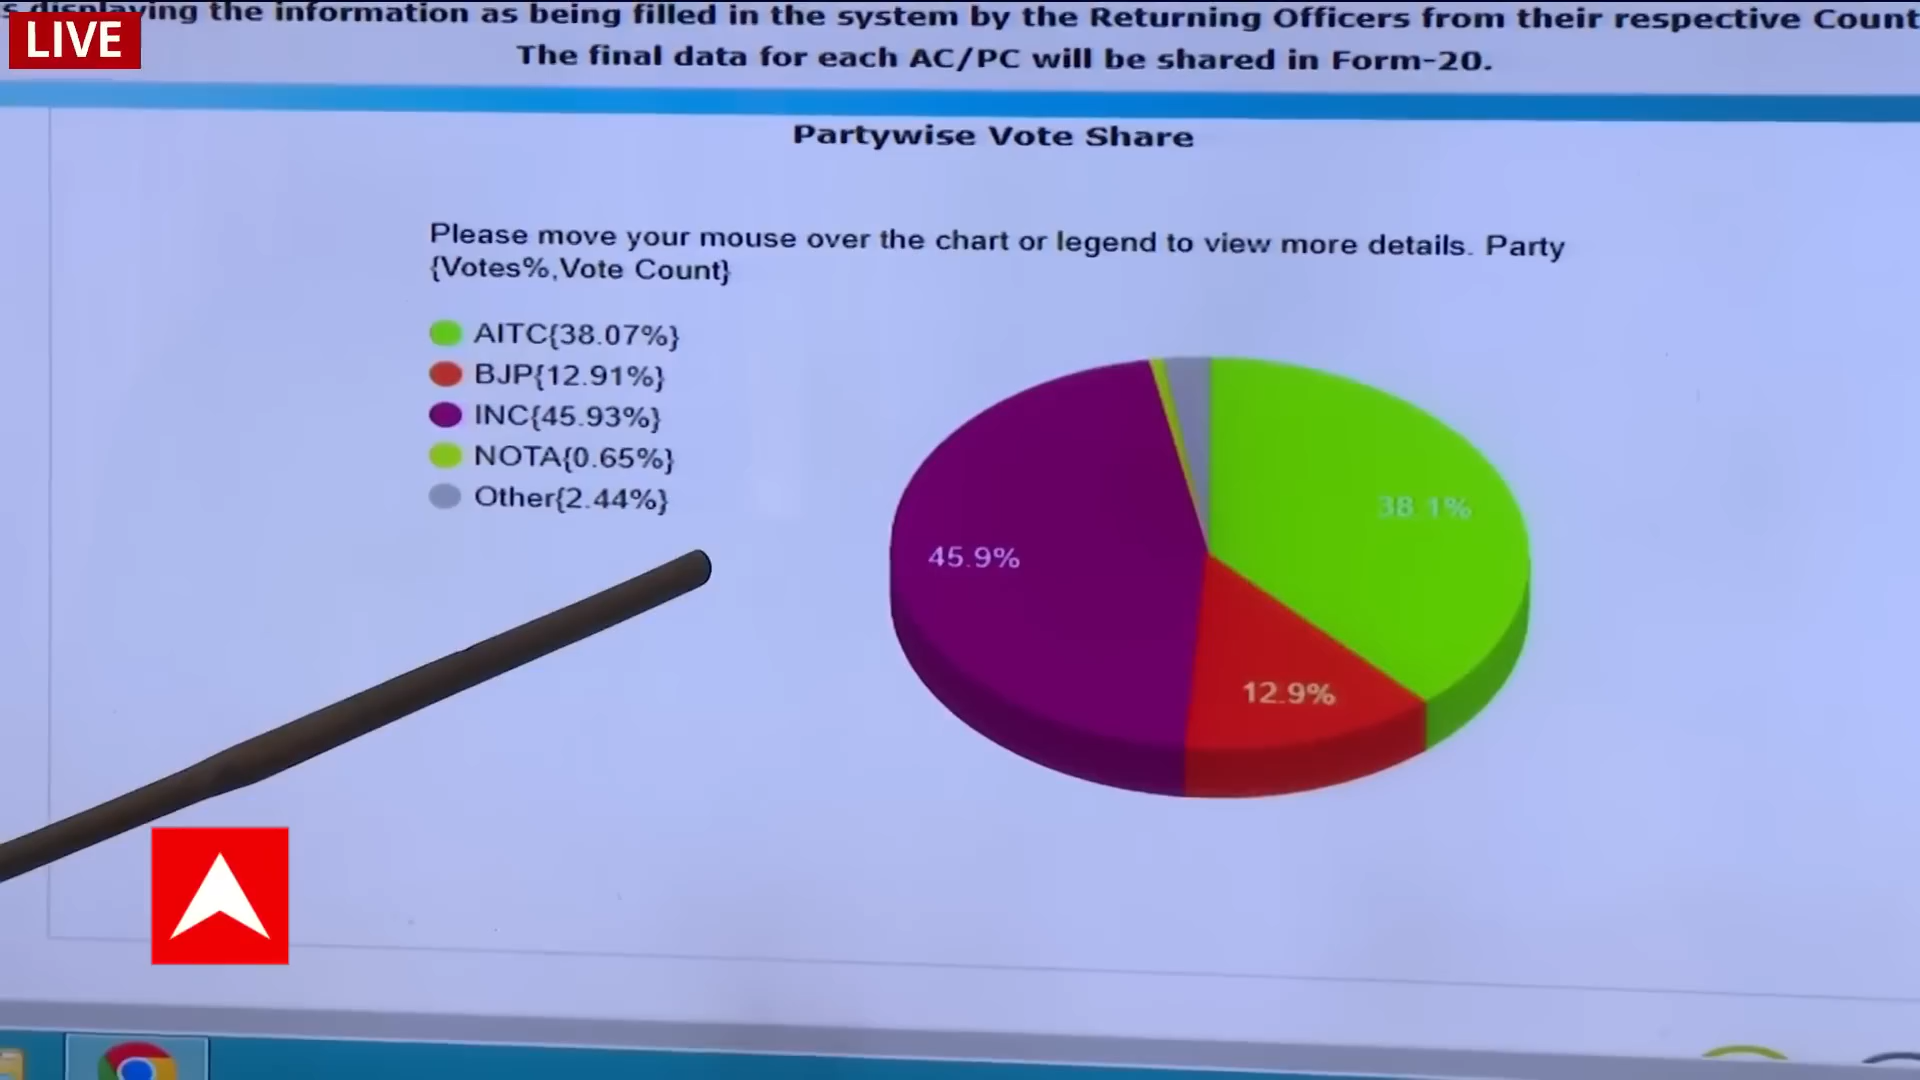 displaying the information as being filled in the system by the Returning Officers from their respective Count
LIVE
The final data for each AC/PC will be shared in Form-20.
Partywise Vote Share
Please move your mouse over the chart or legend to view more details. Party
{Votes%,Vote Count}
AITC{38.07%}
BJP{12.91%}
INC{45.93%}
NOTA{0.65%}
Other{2.44%}
38.1%
45.9%
12.9%